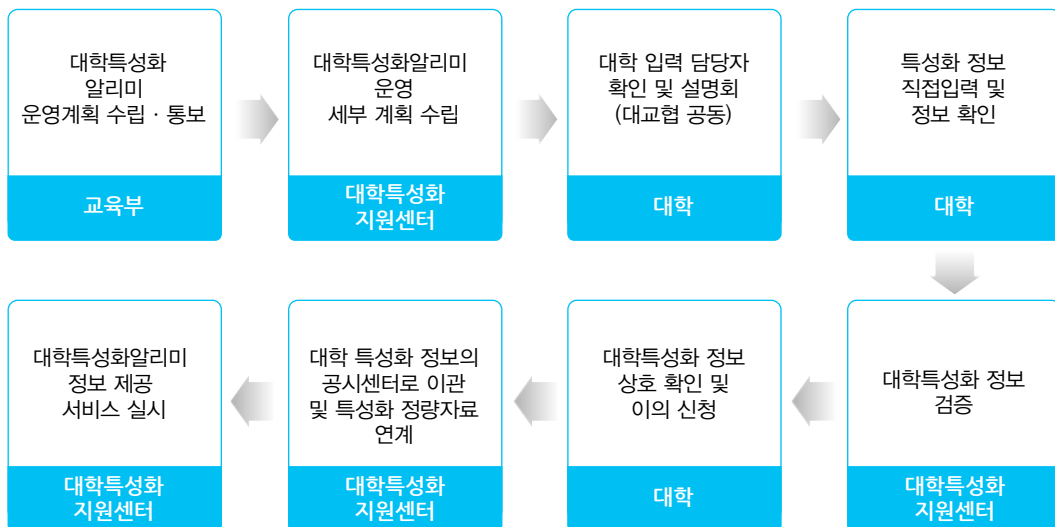 대학특성화
알리미
운영계획 수립 · 통보
교육부
대학특성화알리미
운영
세부 계획 수립
대학특성화
지원센터
대학 입력 담당자
확인 및 설명회
(대교협 공동)
대학
특성화 정보
직접입력 및
정보 확인
대학
대학특성화 정보
검증
대학특성화
지원센터
대학특성화 정보
상호 확인 및
이의 신청
대학
대학 특성화 정보의
공시센터로 이관
및 특성화 정량자료
연계
대학특성화
지원센터
대학특성화알리미
정보 제공
서비스 실시
대학특성화
지원센터